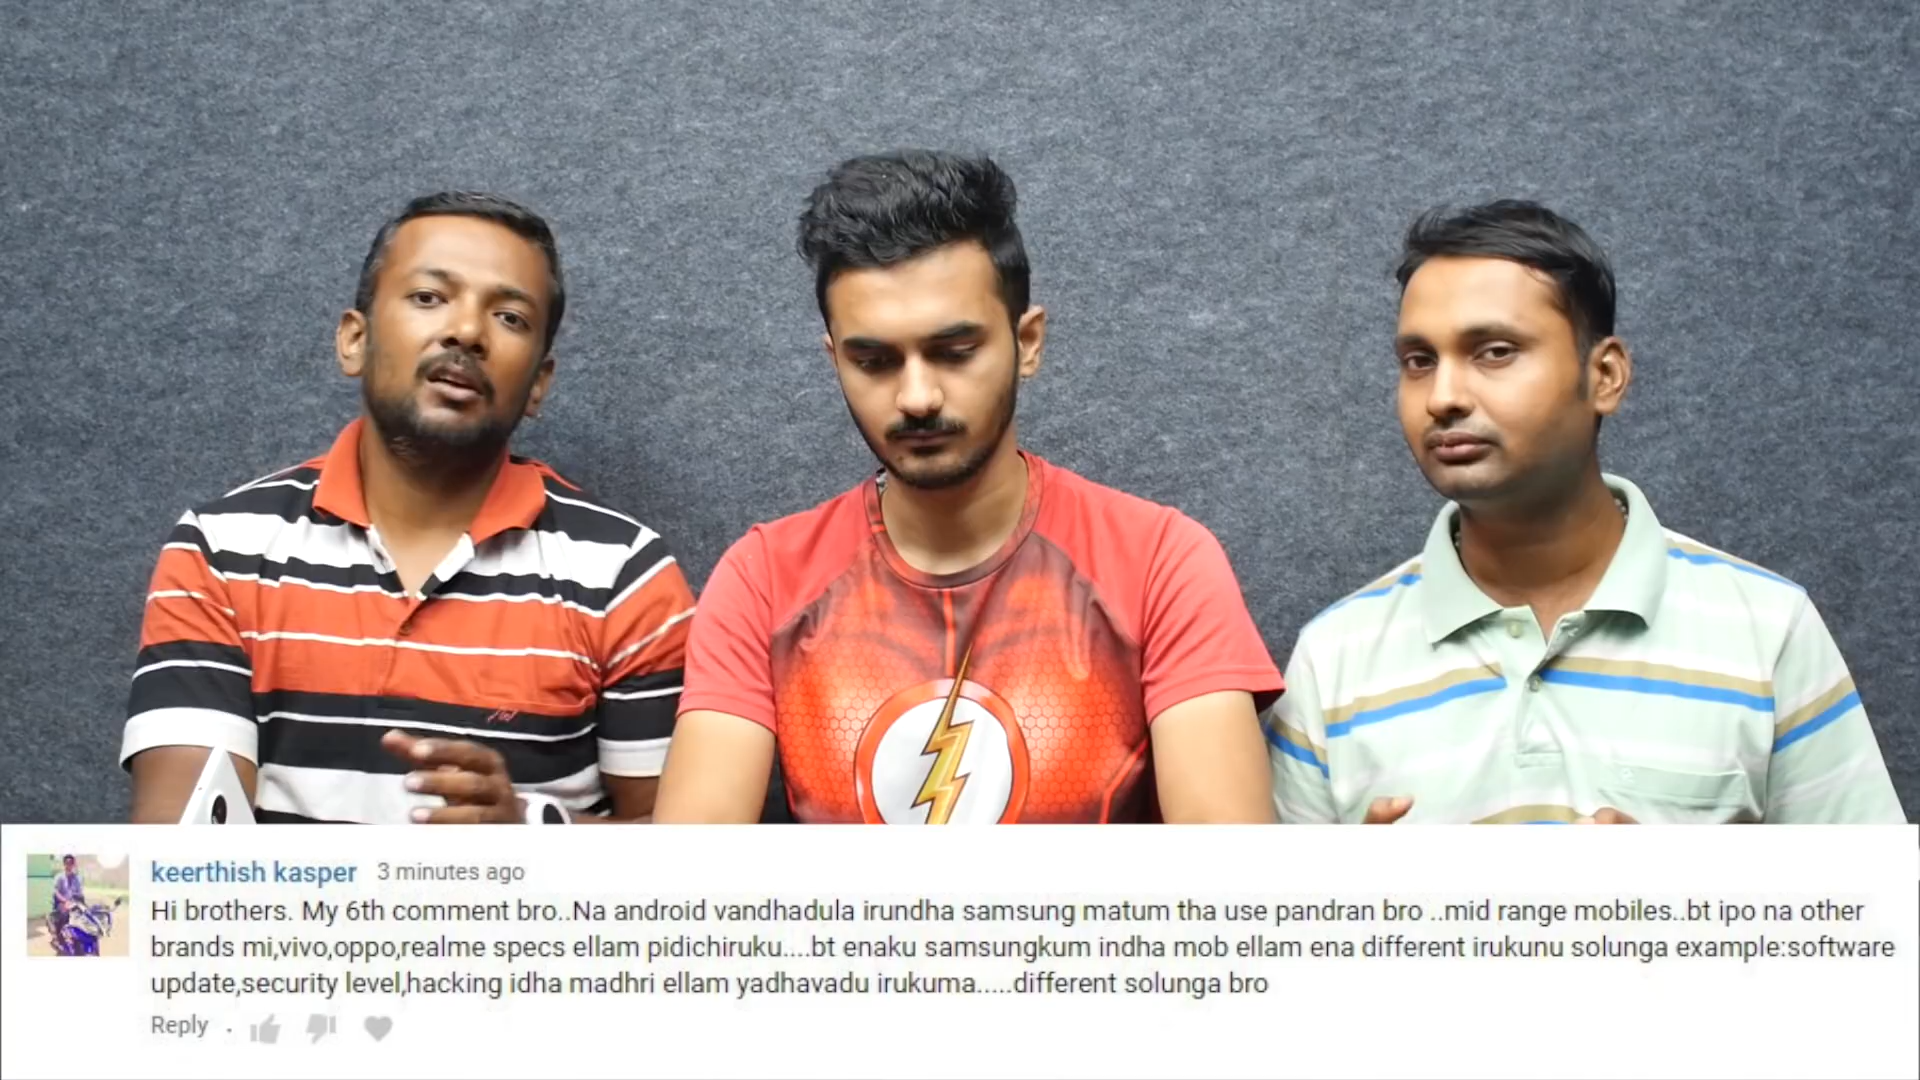 keerthish kasper 3 minutes ago
Hi brothers. My 6th comment bro..Na android vandhadula irundha samsung matum tha use pandran bro ..mid range mobiles..bt ipo na other
brands mi,vivo,oppo,realme specs ellam pidichiruku....bt enaku samsungkum indha mob ellam ena different irukunu solunga example:software
update,security level,hacking idha madhri ellam yadhavadu irukuma.....different solunga bro
Reply .